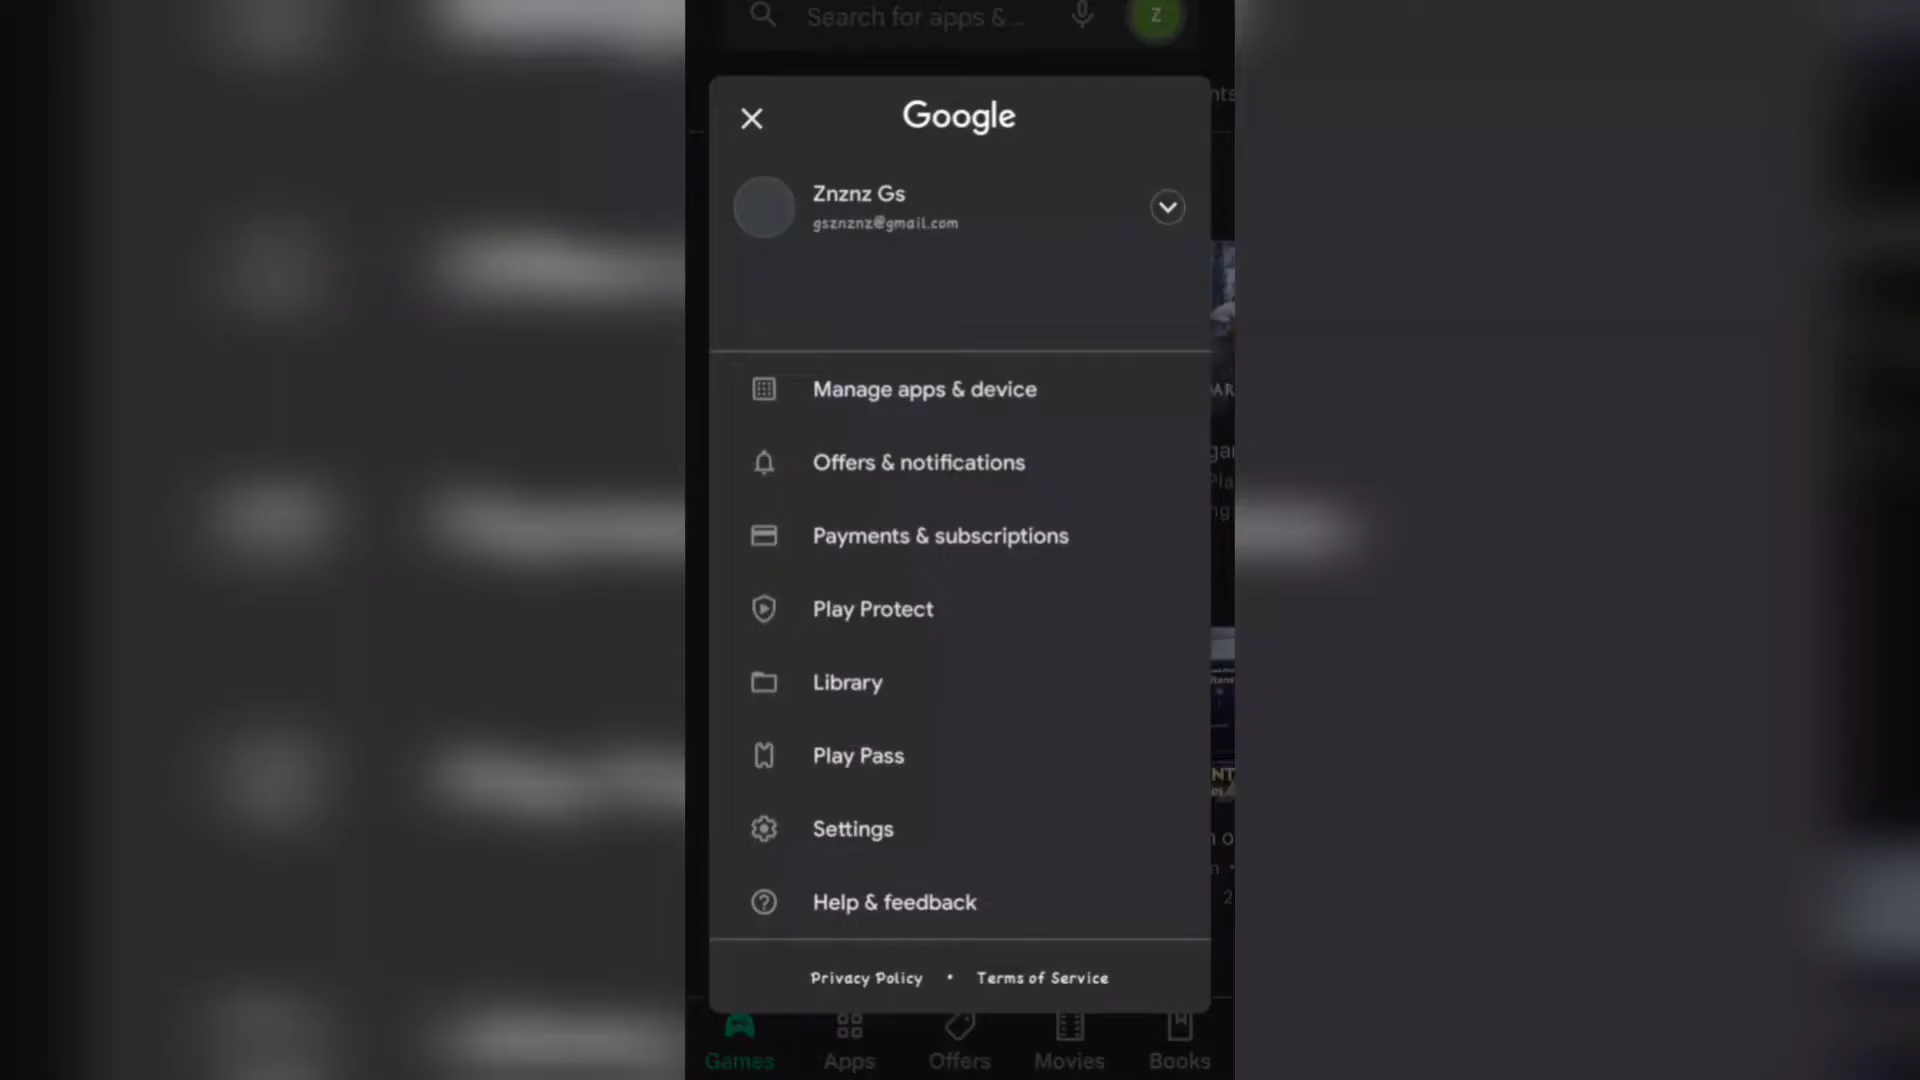 Search for apps &...
Z
nts
Google
Znznz Gs
gsznznz@gmail.com
Manage apps & device
Offers & notifications
Payments & subscriptions
Play Protect
Library
Play Pass
Settings
Help & feedback
Privacy Policy • Terms of Service
Games Apps Offers Movies Books